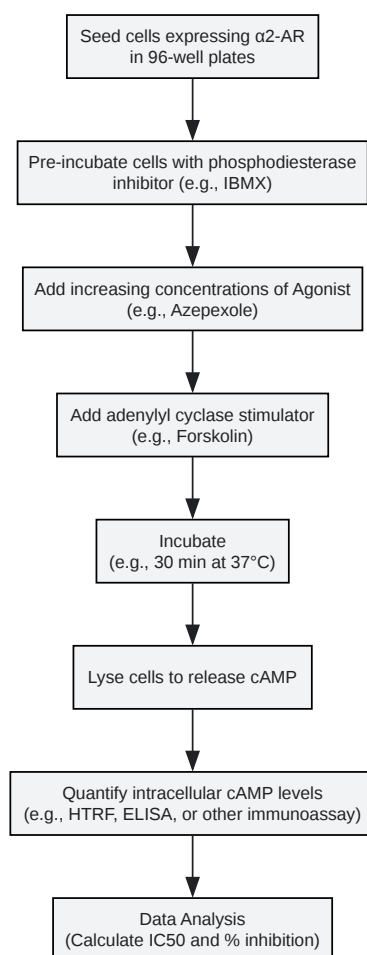 Seed cells expressing α2-AR
in 96-well plates
Pre-incubate cells with phosphodiesterase
inhibitor (e.g., IBMX)
Add increasing concentrations of Agonist
(e.g., Azepexole)
Add adenylyl cyclase stimulator
(e.g., Forskolin)
Incubate
(e.g., 30 min at 37°C)
Lyse cells to release cAMP
Quantify intracellular cAMP levels
(e.g., HTRF, ELISA, or other immunoassay)
Data Analysis
(Calculate IC50 and % inhibition)